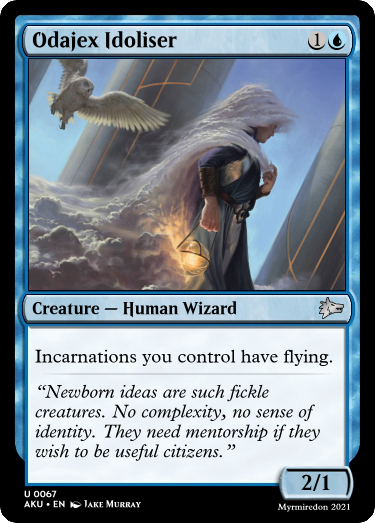 Odajex Idoliser 1
Creature — Human Wizard
Incarnations you control have flying.
“Newborn ideas are such fickle
creatures. No complexity, no sense of
identity. They need mentorship if they
wish to be useful citizens.”
2/1
U 0067
AKU • EN Jake Murray
Myrmiredon 2021